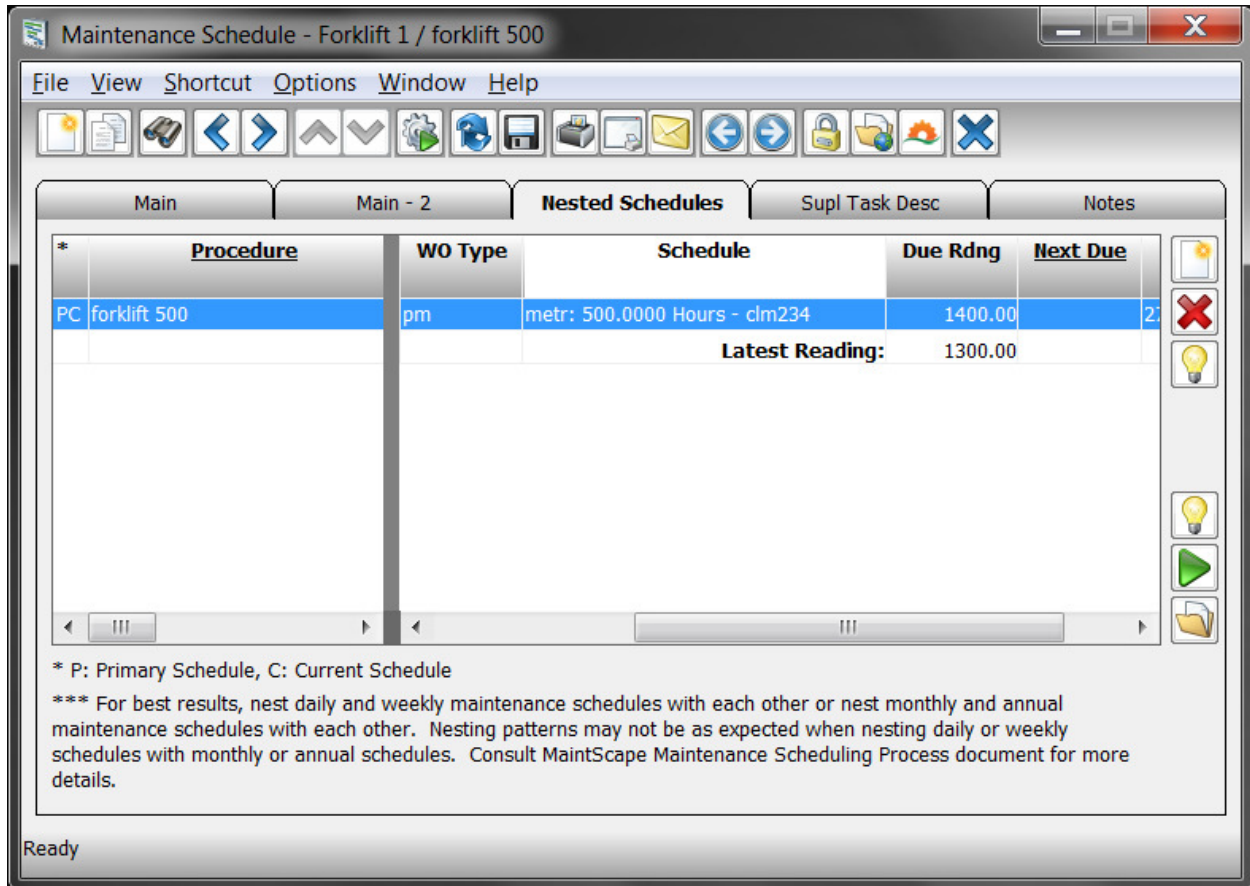 Maintenance Schedule - Forklift 1 / forklift 500
File View Shortcut Options Window Help
Main Main - 2 Nested Schedules Supl Task Desc Notes
* Procedure WO Type Schedule Due Rdng Next Due
PC forklift 500 pm metr: 500.0000 Hours - clm234 1400.00
Latest Reading: 1300.00
* P: Primary Schedule, C: Current Schedule
*** For best results, nest daily and weekly maintenance schedules with each other or nest monthly and annual
maintenance schedules with each other. Nesting patterns may not be as expected when nesting daily or weekly
schedules with monthly or annual schedules. Consult MaintScape Maintenance Scheduling Process document for more
details.
Ready